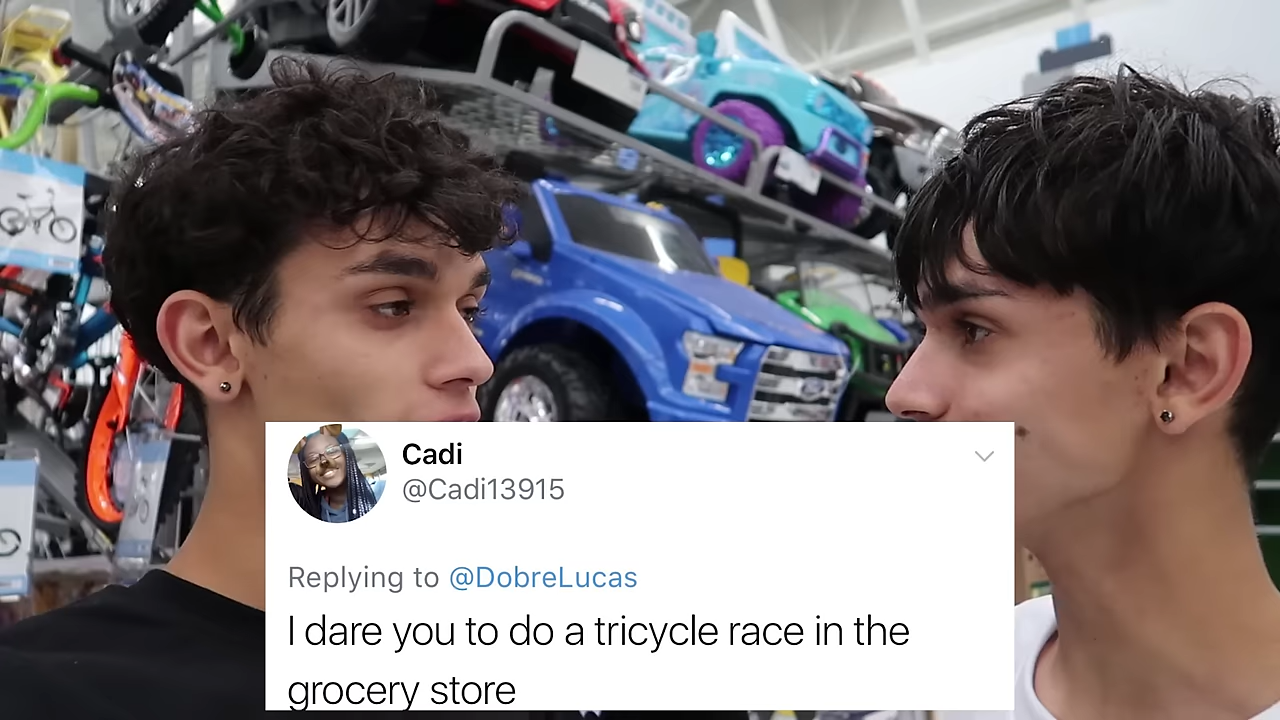 Cadi
@Cadi13915
Replying to @DobreLucas
I dare you to do a tricycle race in the
grocery store